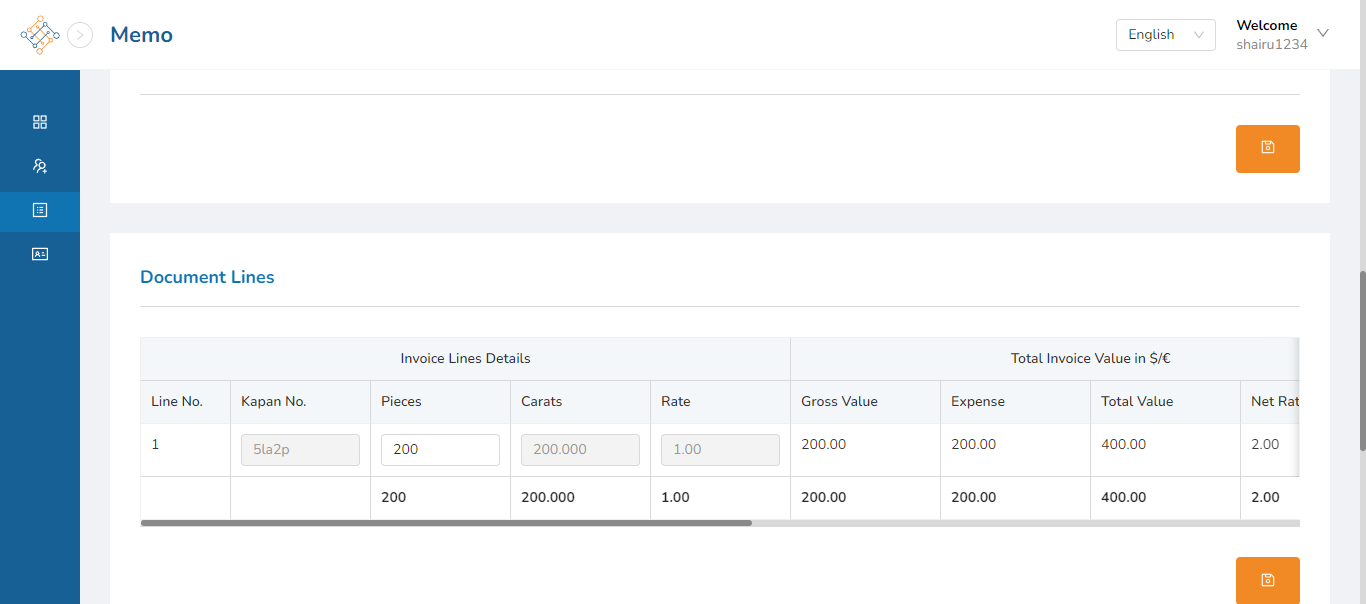 Memo
English
Welcome
shairu1234
Document Lines
Invoice Lines Details Total Invoice Value in $/€
Line No. Kapan No. Pieces Carats Rate Gross Value Expense Total Value Net Rat
1 5la2p 200 200.000 1.00 200.00 200.00 400.00 2.00
200 200.000 1.00 200.00 200.00 400.00 2.00